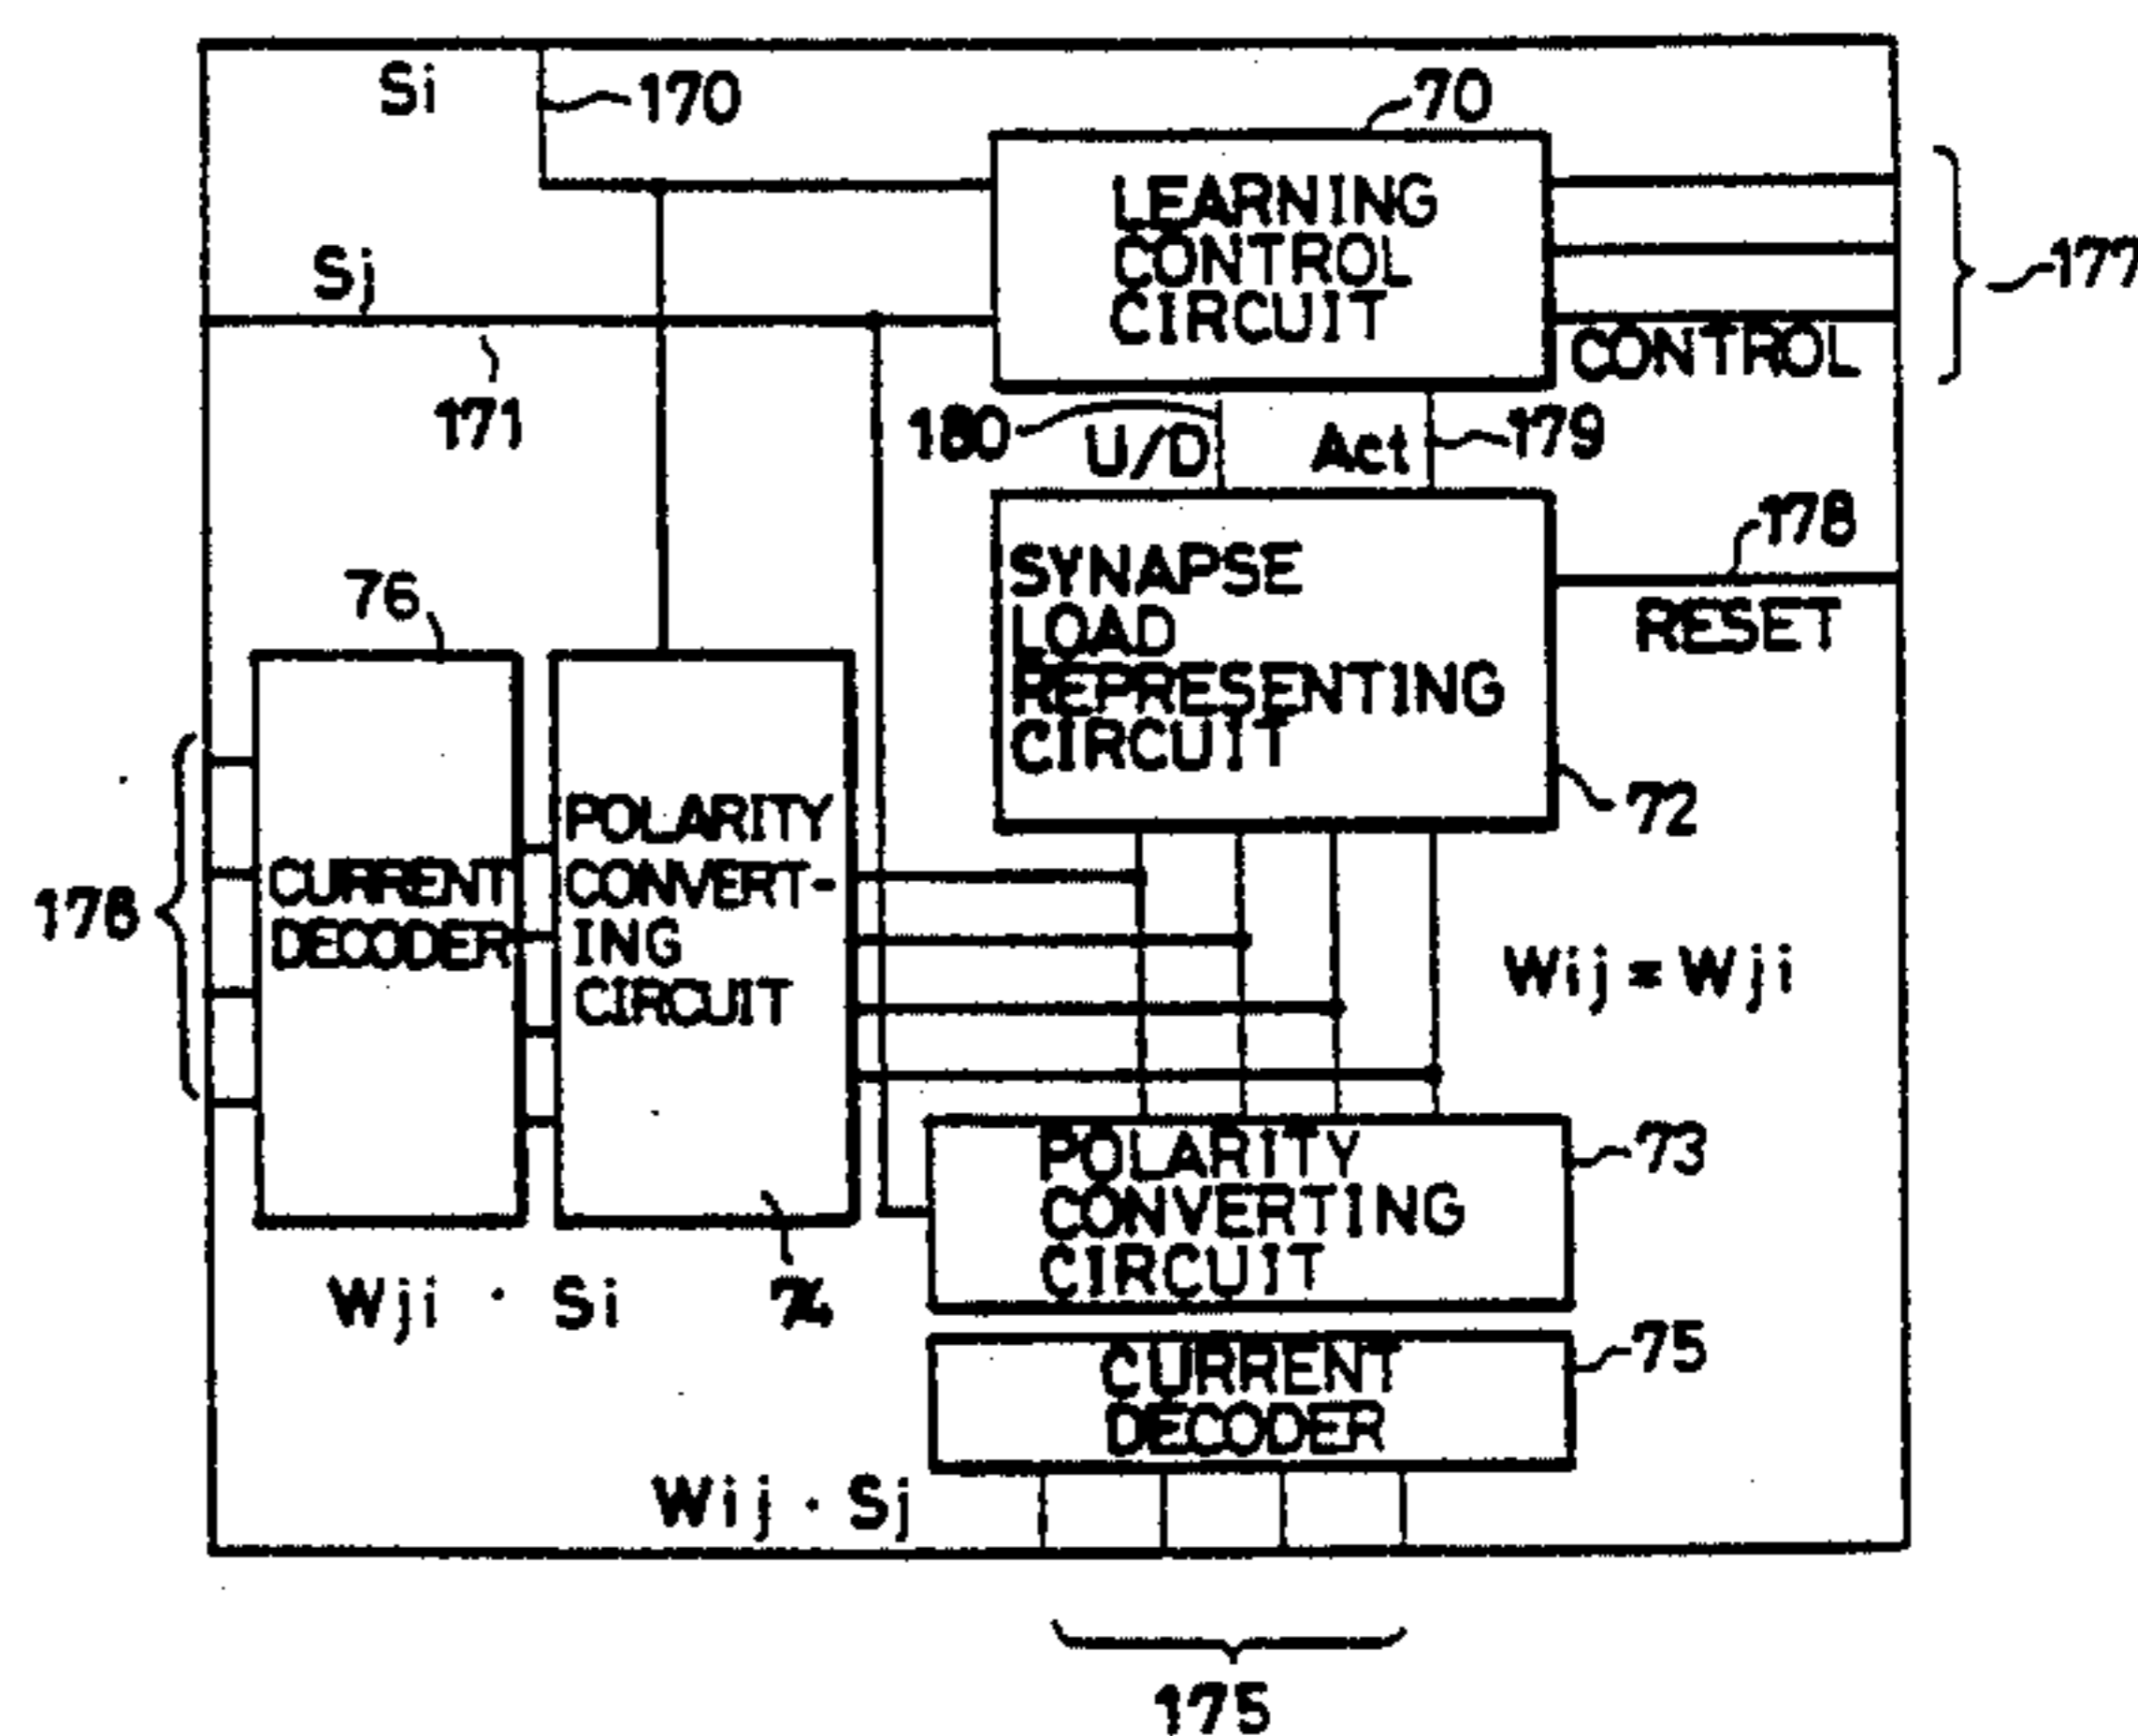 Si
170
70
LEARNING
CONTROL
CIRCUIT
177
Sj
171
CONTROL
180
U/D
Act
179
178
RESET
SYNAPSE
LOAD
REPRESENTING
CIRCUIT
72
76
CURRENT
DECODER
POLARITY
CONVERT-
ING
CIRCUIT
Wij = Wji
POLARITY
CONVERTING
CIRCUIT
73
Wji · Si
74
CURRENT
DECODER
75
Wij · Sj
175